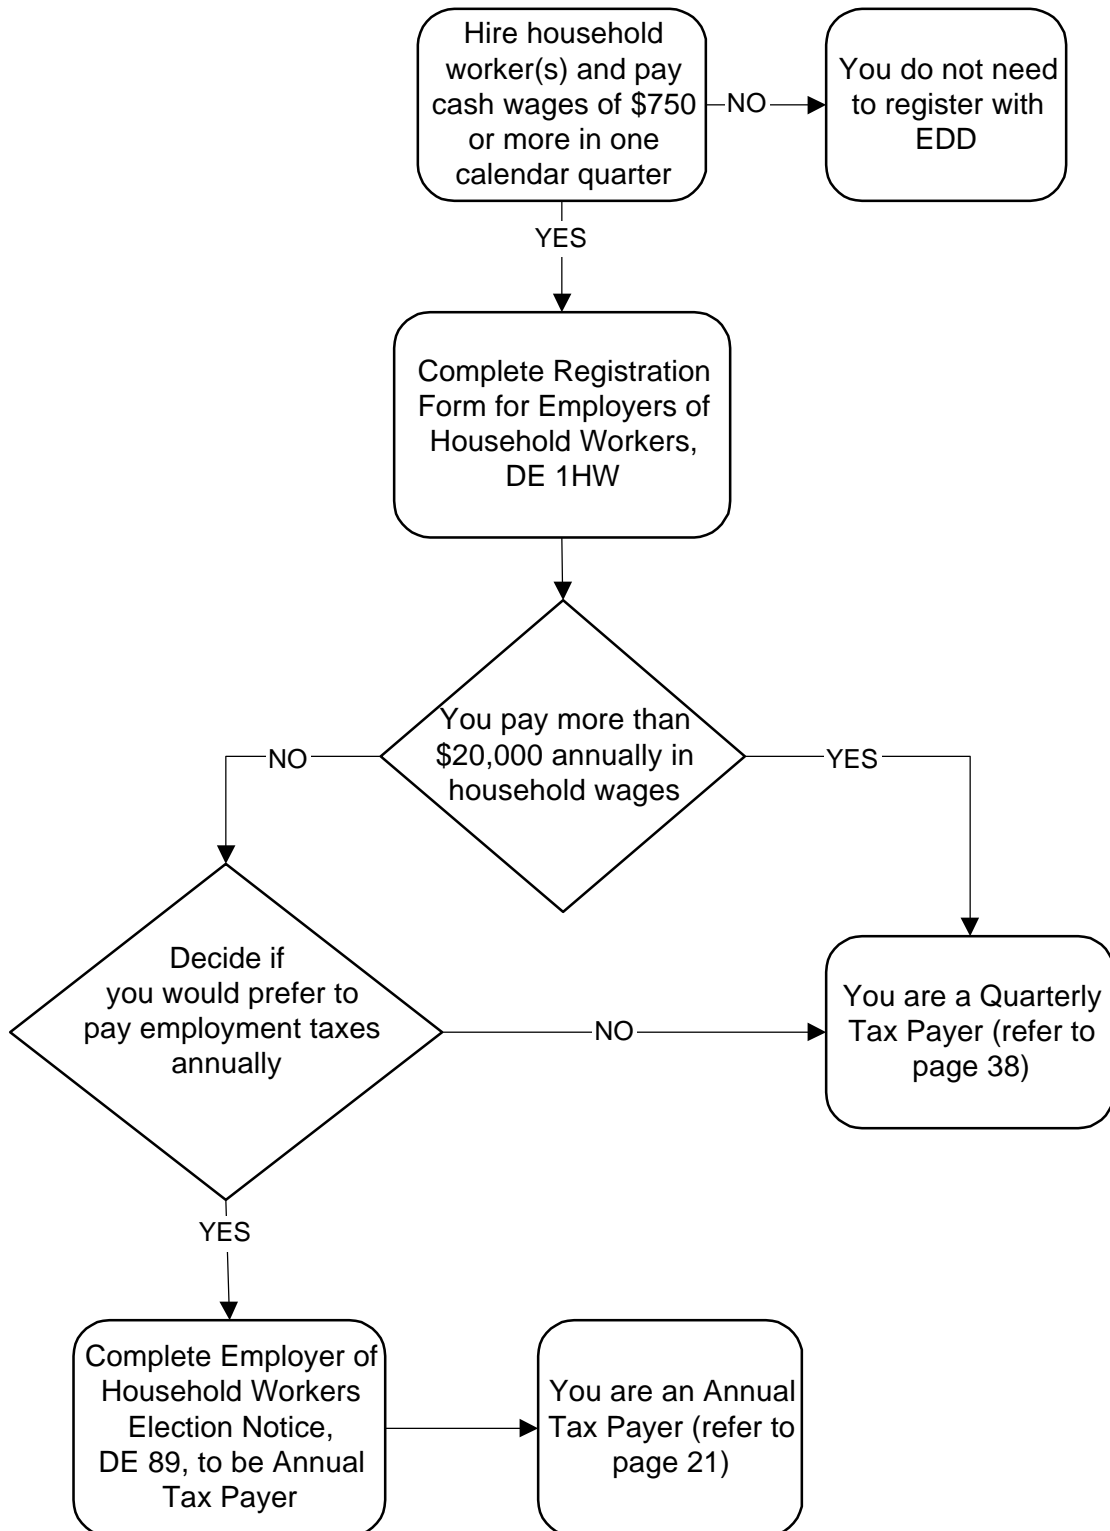 Hire household
worker(s) and pay
cash wages of $750
or more in one
calendar quarter
NO
You do not need
to register with
EDD
YES
Complete Registration
Form for Employers of
Household Workers,
DE 1HW
You pay more than
$20,000 annually in
household wages
NO
YES
Decide if
you would prefer to
pay employment taxes
annually
NO
You are a Quarterly
Tax Payer (refer to
page 38)
YES
Complete Employer of
Household Workers
Election Notice,
DE 89, to be Annual
Tax Payer
You are an Annual
Tax Payer (refer to
page 21)